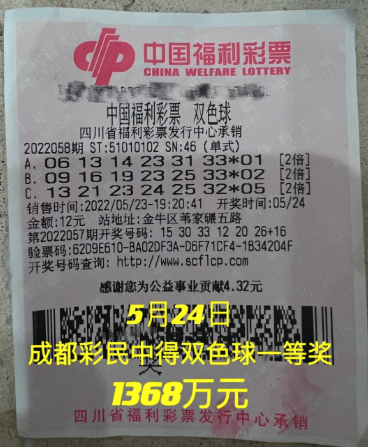 中国福利彩票
CHINA WELFARE LOTTERY
中国福利彩票 双色球
四川省福利彩票发行中心承销
2022058期 ST:51010102 SN:46 (单式)
A. 06 13 14 23 31 33*01 [2倍]
B. 09 16 19 23 25 33*02 [2倍]
C. 13 21 23 24 25 32*05 [2倍]
销售时间:2022/05/23-19:20:41 开奖时间:05/24
金额:12元 站地址:金牛区苇家碾五路
第2022057期开奖号码: 15 30 33 12 20 26+16
验票码:62D9E610-BA02DF3A-D6F71CF4-1B34204F
开奖号码查询: http://www.scflcp.com
感谢您为公益事业贡献4.32元
5月24日
成都彩民中得双色球一等奖
1368万元
四川省福利彩票发行中心承销